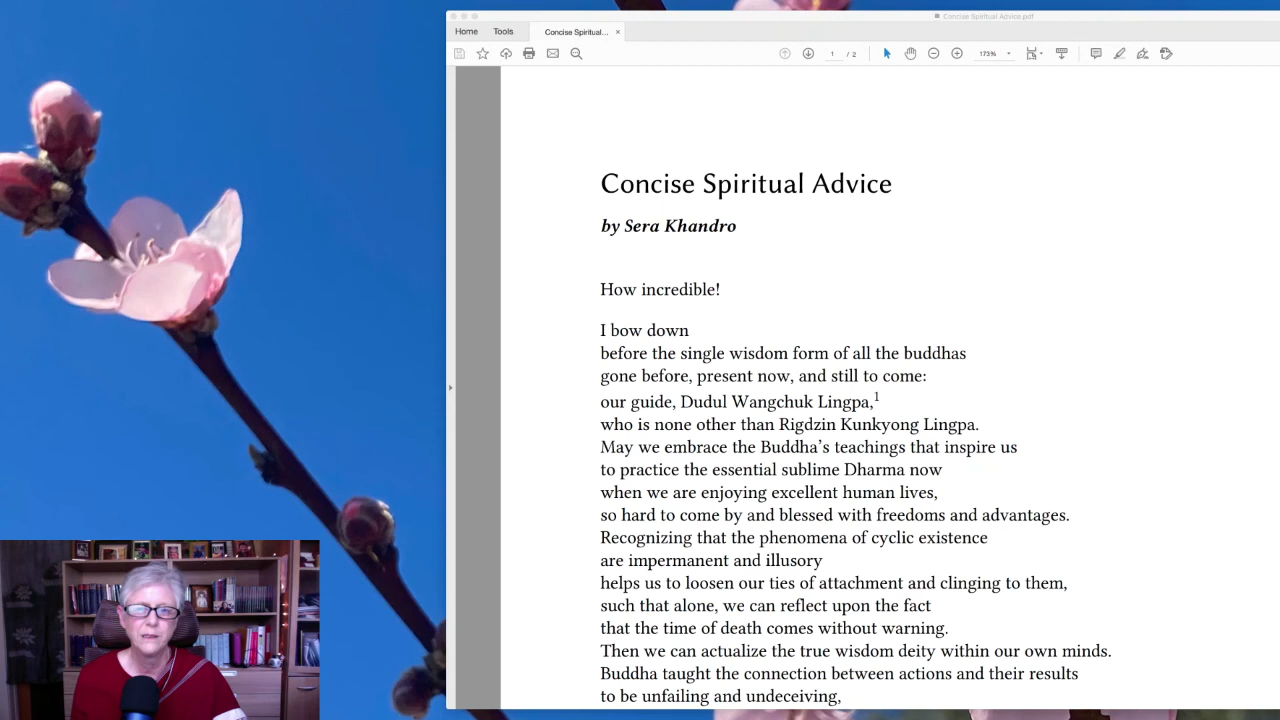 Concise Spiritual Advice.pdf
Home
Tools
Concise Spiritual...
1 / 2
173%
Concise Spiritual Advice
by Sera Khandro
How incredible!
I bow down
before the single wisdom form of all the buddhas
gone before, present now, and still to come:
our guide, Dudul Wangchuk Lingpa,1
who is none other than Rigdzin Kunkyong Lingpa.
May we embrace the Buddha’s teachings that inspire us
to practice the essential sublime Dharma now
when we are enjoying excellent human lives,
so hard to come by and blessed with freedoms and advantages.
Recognizing that the phenomena of cyclic existence
are impermanent and illusory
helps us to loosen our ties of attachment and clinging to them,
such that alone, we can reflect upon the fact
that the time of death comes without warning.
Then we can actualize the true wisdom deity within our own minds.
Buddha taught the connection between actions and their results
to be unfailing and undeceiving,